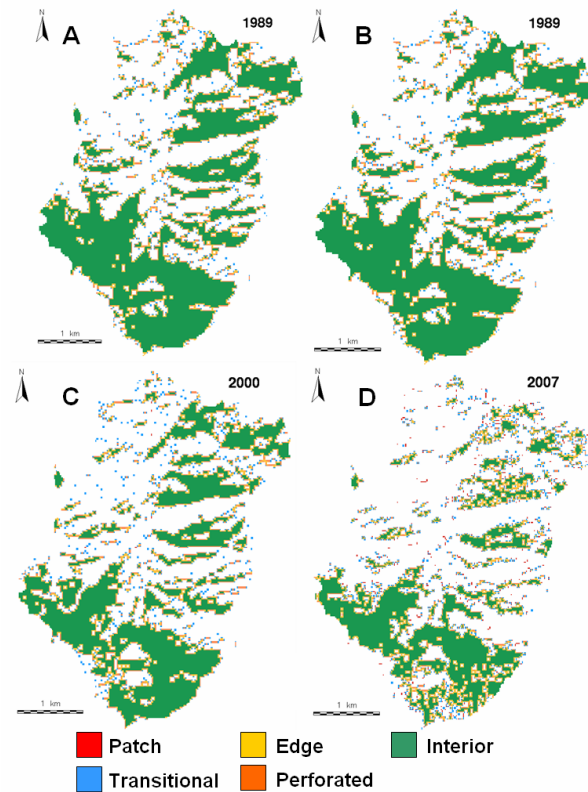 N
A
1989
1 km
N
B
1989
1 km
N
C
2000
1 km
N
D
2007
1 km
Patch
Edge
Interior
Transitional
Perforated